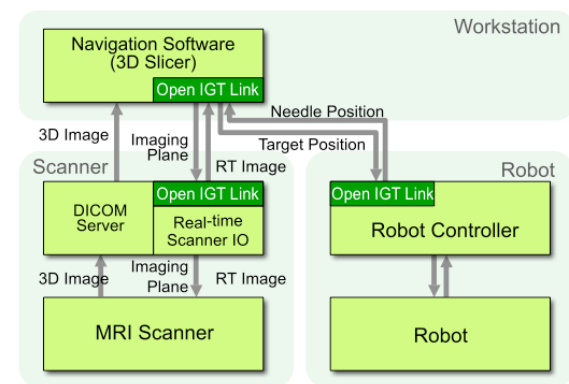 Workstation
Navigation Software
(3D Slicer)
Open IGT Link
Needle Position
3D Image
Imaging
Plane
Target Position
RT Image
Scanner
Robot
DICOM
Server
Open IGT Link
Real-time
Scanner IO
Open IGT Link
Robot Controller
3D Image
Imaging
Plane
RT Image
MRI Scanner
Robot